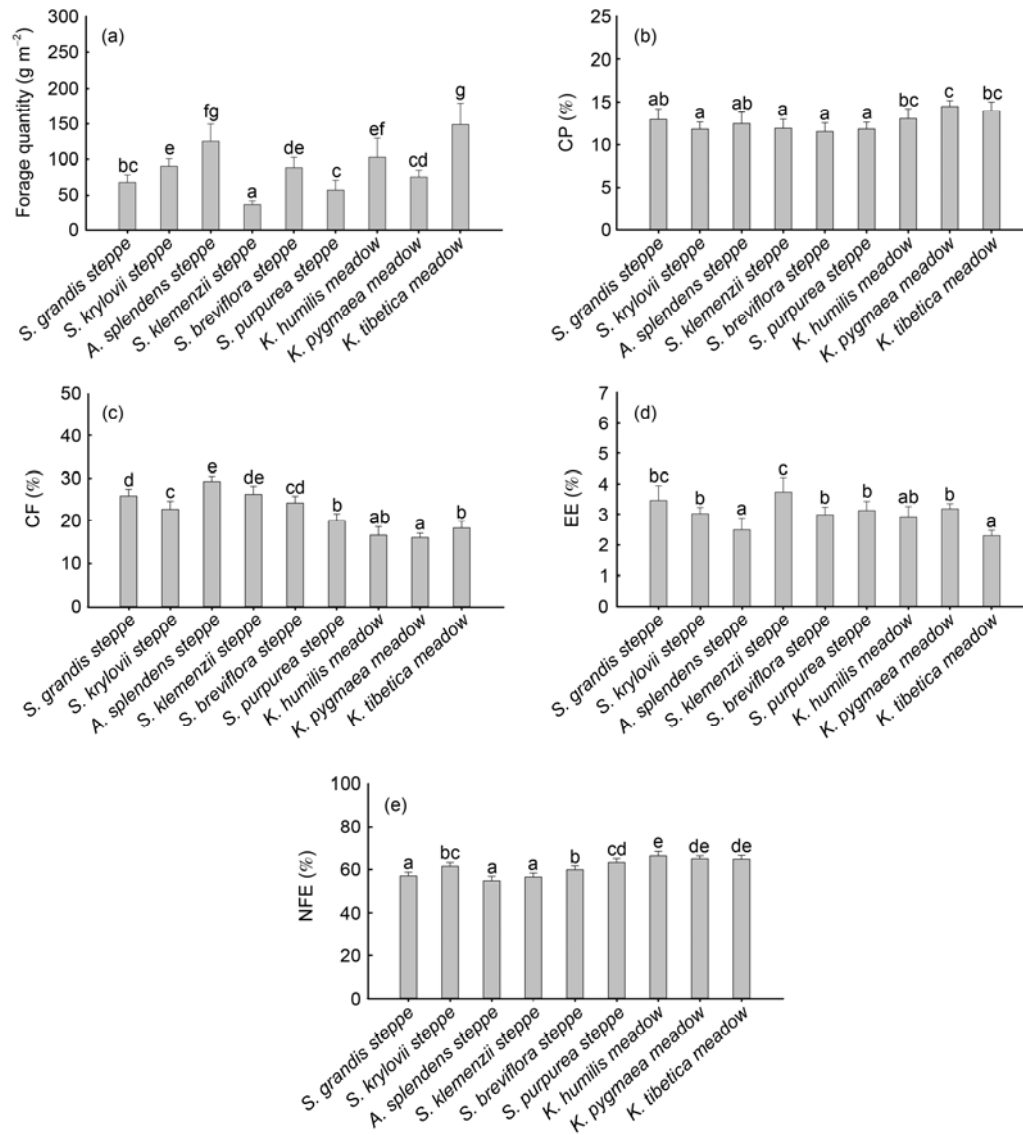 (a)
Forage quantity (g m⁻²)
300
250
200
150
100
50
0
bc
e
fg
a
de
c
ef
cd
g
S. grandis steppe
S. krylovii steppe
A. splendens steppe
S. klemenzii steppe
S. breviflora steppe
S. purpurea steppe
K. humilis meadow
K. pygmaea meadow
K. tibetica meadow
(b)
CP (%)
25
20
15
10
5
0
ab
a
ab
a
a
a
bc
c
bc
S. grandis steppe
S. krylovii steppe
A. splendens steppe
S. klemenzii steppe
S. breviflora steppe
S. purpurea steppe
K. humilis meadow
K. pygmaea meadow
K. tibetica meadow
(c)
CF (%)
50
40
30
20
10
0
d
c
e
de
cd
b
ab
a
b
S. grandis steppe
S. krylovii steppe
A. splendens steppe
S. klemenzii steppe
S. breviflora steppe
S. purpurea steppe
K. humilis meadow
K. pygmaea meadow
K. tibetica meadow
(d)
EE (%)
7
6
5
4
3
2
1
0
bc
b
a
c
b
b
ab
b
a
S. grandis steppe
S. krylovii steppe
A. splendens steppe
S. klemenzii steppe
S. breviflora steppe
S. purpurea steppe
K. humilis meadow
K. pygmaea meadow
K. tibetica meadow
(e)
NFE (%)
100
80
60
40
20
0
a
bc
a
a
b
cd
e
de
de
S. grandis steppe
S. krylovii steppe
A. splendens steppe
S. klemenzii steppe
S. breviflora steppe
S. purpurea steppe
K. humilis meadow
K. pygmaea meadow
K. tibetica meadow